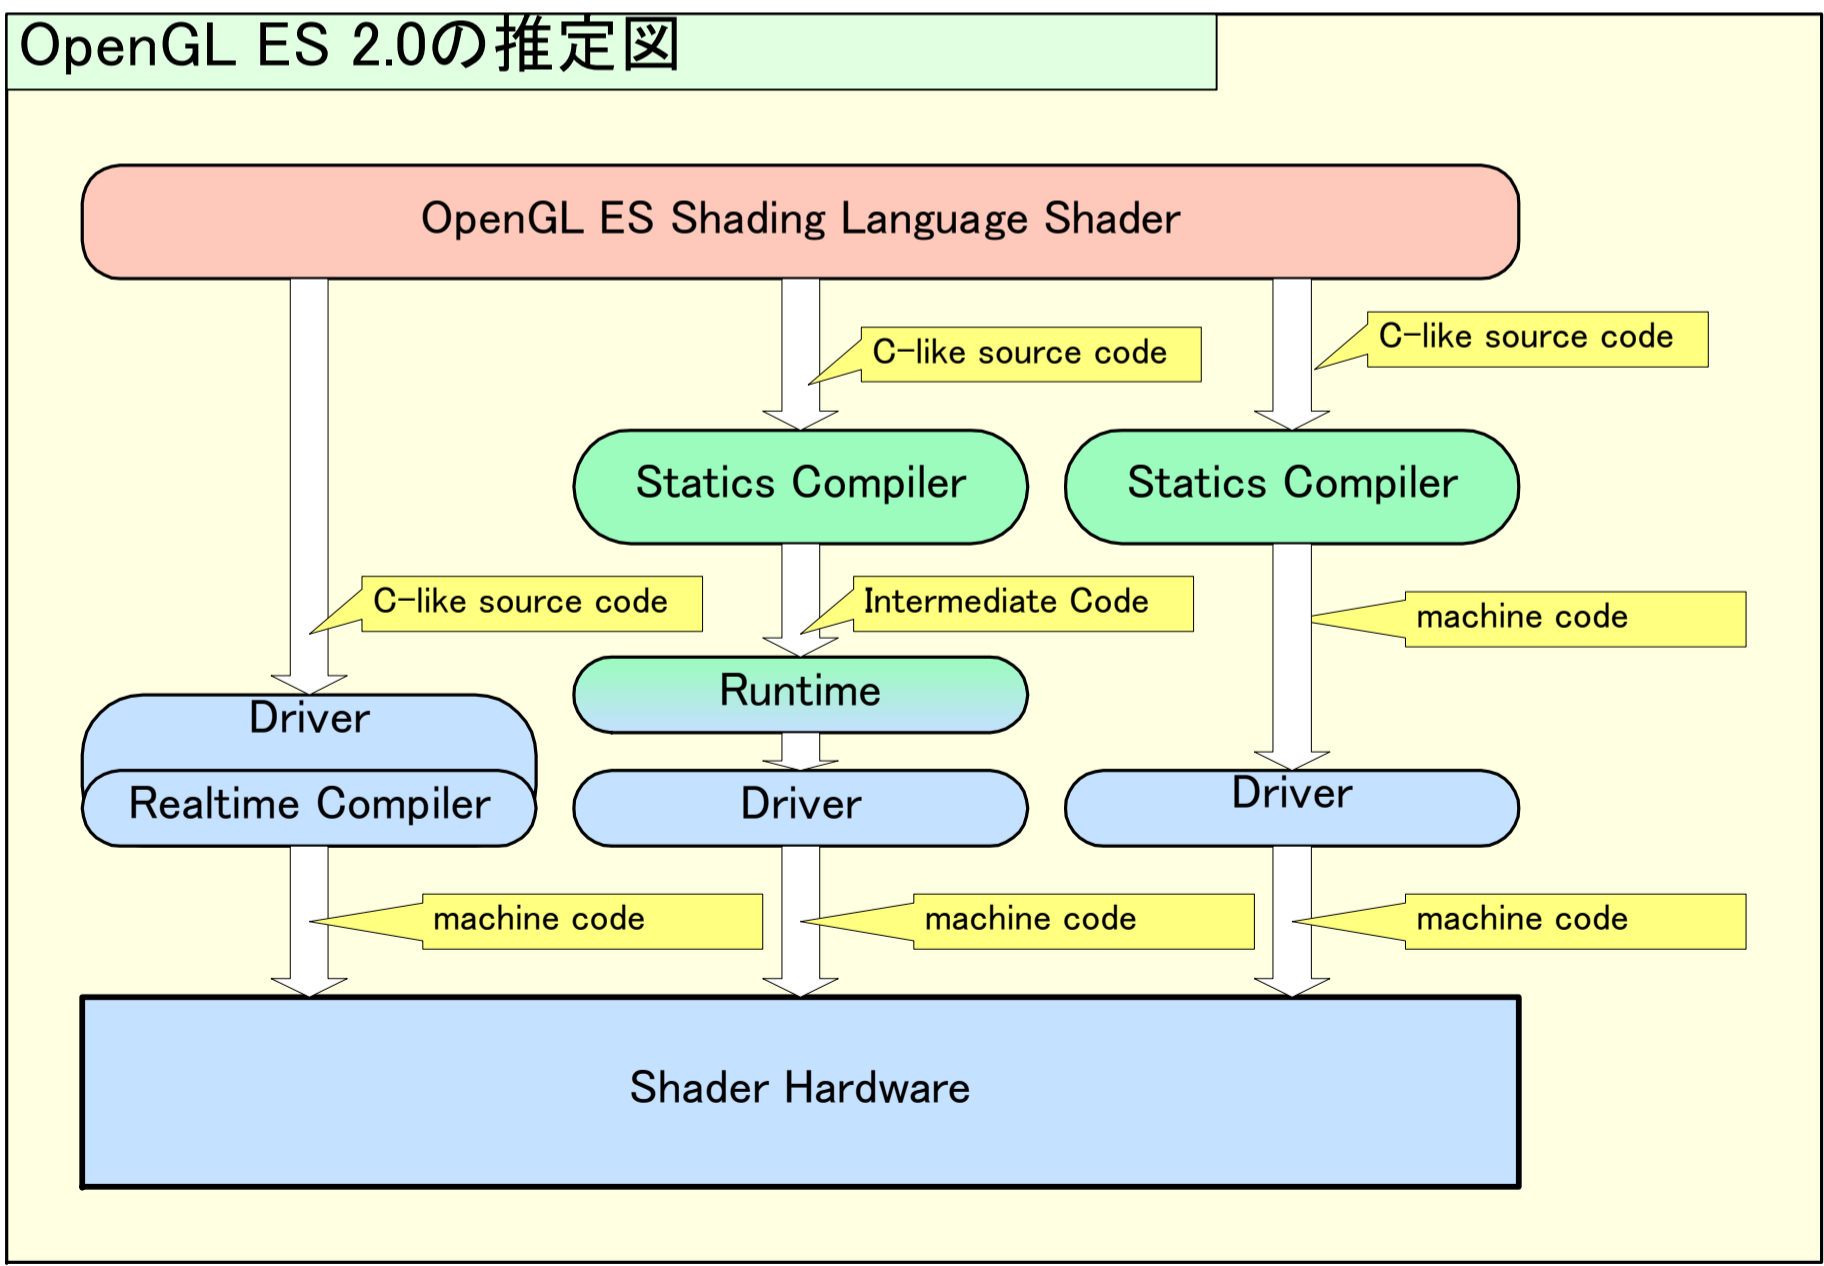 OpenGL ES 2.0の推定図
OpenGL ES Shading Language Shader
C-like source code
C-like source code
Statics Compiler
Statics Compiler
C-like source code
Intermediate Code
machine code
Runtime
Driver
Realtime Compiler
Driver
Driver
machine code
machine code
machine code
Shader Hardware